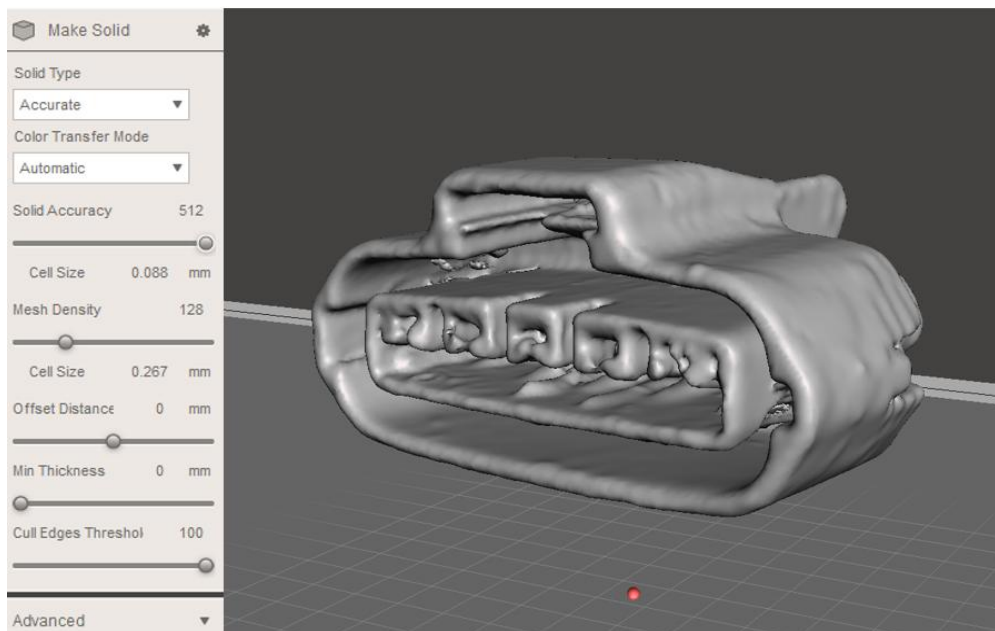 Make Solid
Solid Type
Accurate
Color Transfer Mode
Automatic
Solid Accuracy 512
Cell Size 0.088 mm
Mesh Density 128
Cell Size 0.267 mm
Offset Distance 0 mm
Min Thickness 0 mm
Cull Edges Threshol 100
Advanced